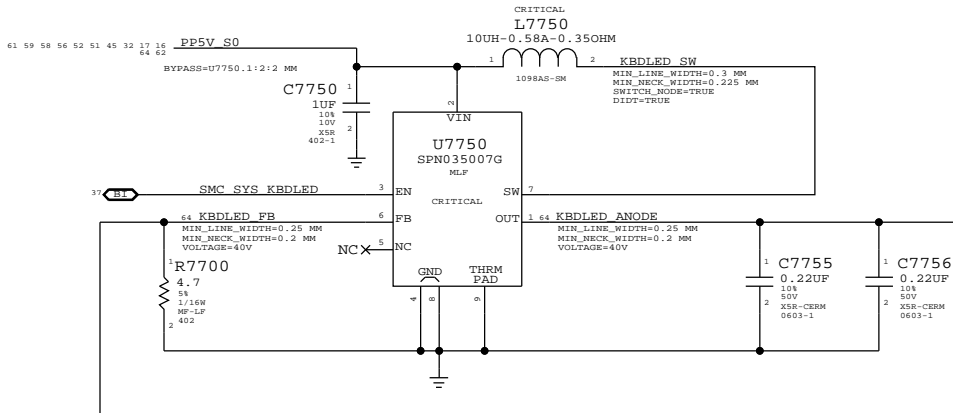 CRITICAL
L7750
10UH-0.58A-0.35OHM
61 59 58 56 52 51 45 32 17 16
64 62
PP5V_S0
1
2
KBDLED_SW
BYPASS=U7750.1:2:2 MM
1098AS-SM
MIN_LINE_WIDTH=0.3 MM
MIN_NECK_WIDTH=0.225 MM
SWITCH_NODE=TRUE
DIDT=TRUE
C7750
1
1UF
10%
10V
X5R
402-1
2
2
VIN
U7750
SPN035007G
MLF
37
BI
SMC_SYS_KBDLED
3
EN
CRITICAL
SW
7
64
KBDLED_FB
6
FB
OUT
1
64
KBDLED_ANODE
MIN_LINE_WIDTH=0.25 MM
MIN_NECK_WIDTH=0.2 MM
VOLTAGE=40V
NC
5
NC
MIN_LINE_WIDTH=0.25 MM
MIN_NECK_WIDTH=0.2 MM
VOLTAGE=40V
1
R7700
4.7
5%
1/16W
MF-LF
402
2
GND
THRM
PAD
4
8
9
1
C7755
0.22UF
10%
50V
X5R-CERM
0603-1
2
1
C7756
0.22UF
10%
50V
X5R-CERM
0603-1
2